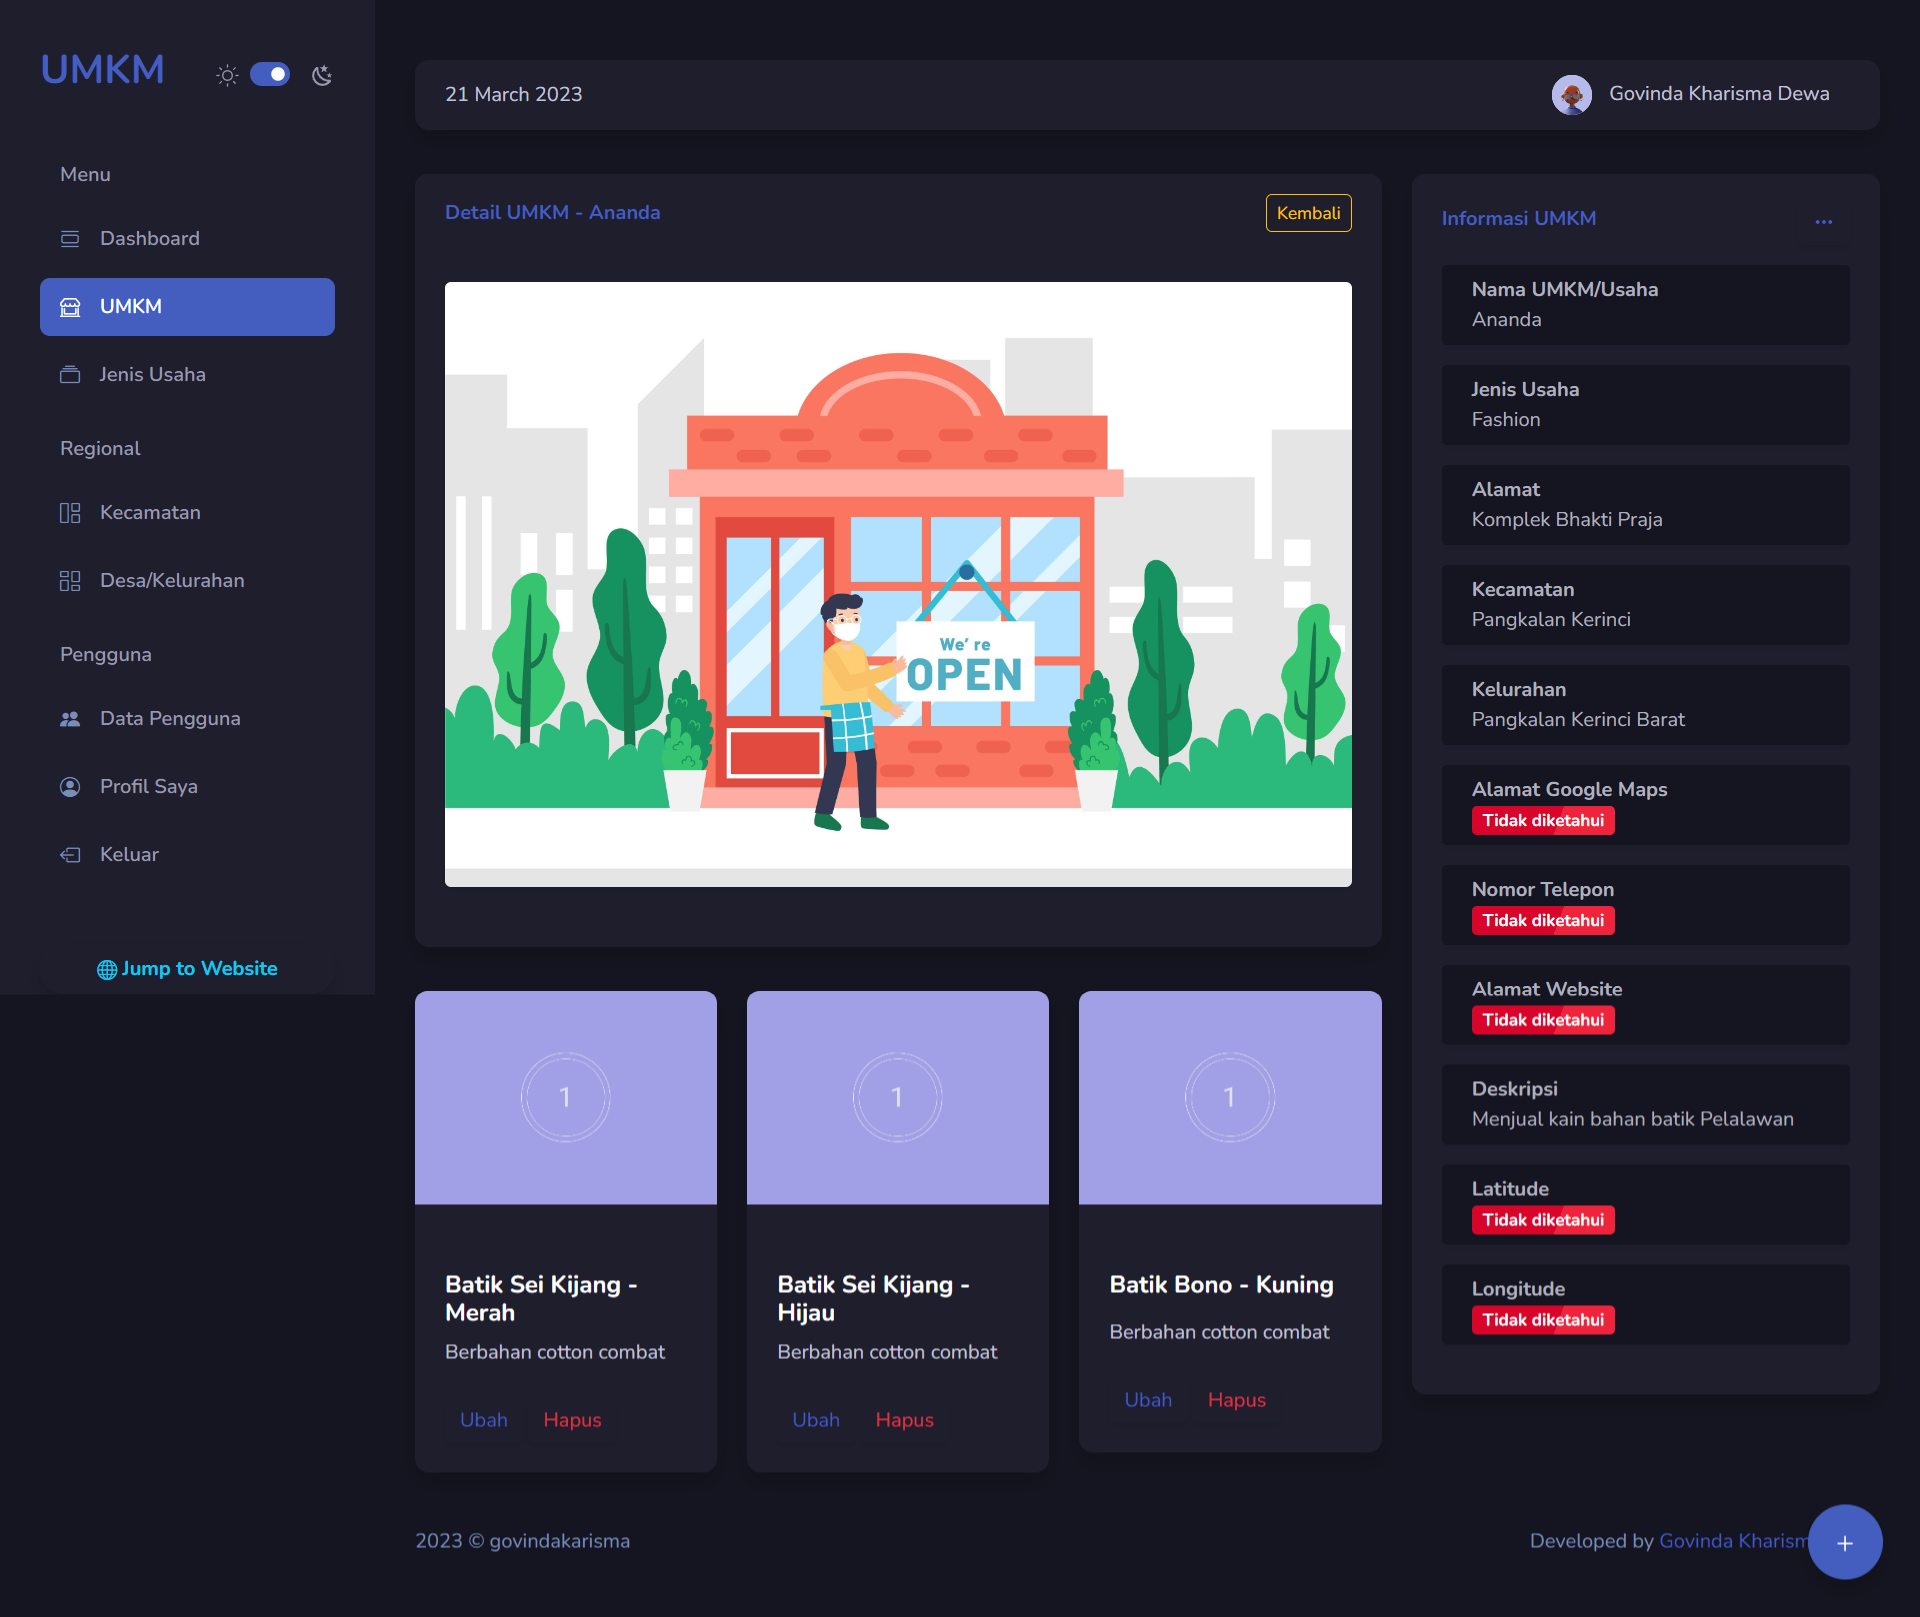 UMKM
Menu
Dashboard
UMKM
Jenis Usaha
Regional
Kecamatan
Desa/Kelurahan
Pengguna
Data Pengguna
Profil Saya
Keluar
Jump to Website
21 March 2023
Govinda Kharisma Dewa
Detail UMKM - Ananda
Kembali
We're
OPEN
1
Batik Sei Kijang -
Merah
Berbahan cotton combat
Ubah Hapus
1
Batik Sei Kijang -
Hijau
Berbahan cotton combat
Ubah Hapus
1
Batik Bono - Kuning
Berbahan cotton combat
Ubah Hapus
Informasi UMKM
Nama UMKM/Usaha
Ananda
Jenis Usaha
Fashion
Alamat
Komplek Bhakti Praja
Kecamatan
Pangkalan Kerinci
Kelurahan
Pangkalan Kerinci Barat
Alamat Google Maps
Tidak diketahui
Nomor Telepon
Tidak diketahui
Alamat Website
Tidak diketahui
Deskripsi
Menjual kain bahan batik Pelalawan
Latitude
Tidak diketahui
Longitude
Tidak diketahui
2023 © govindakarisma
Developed by Govinda Kharism
+